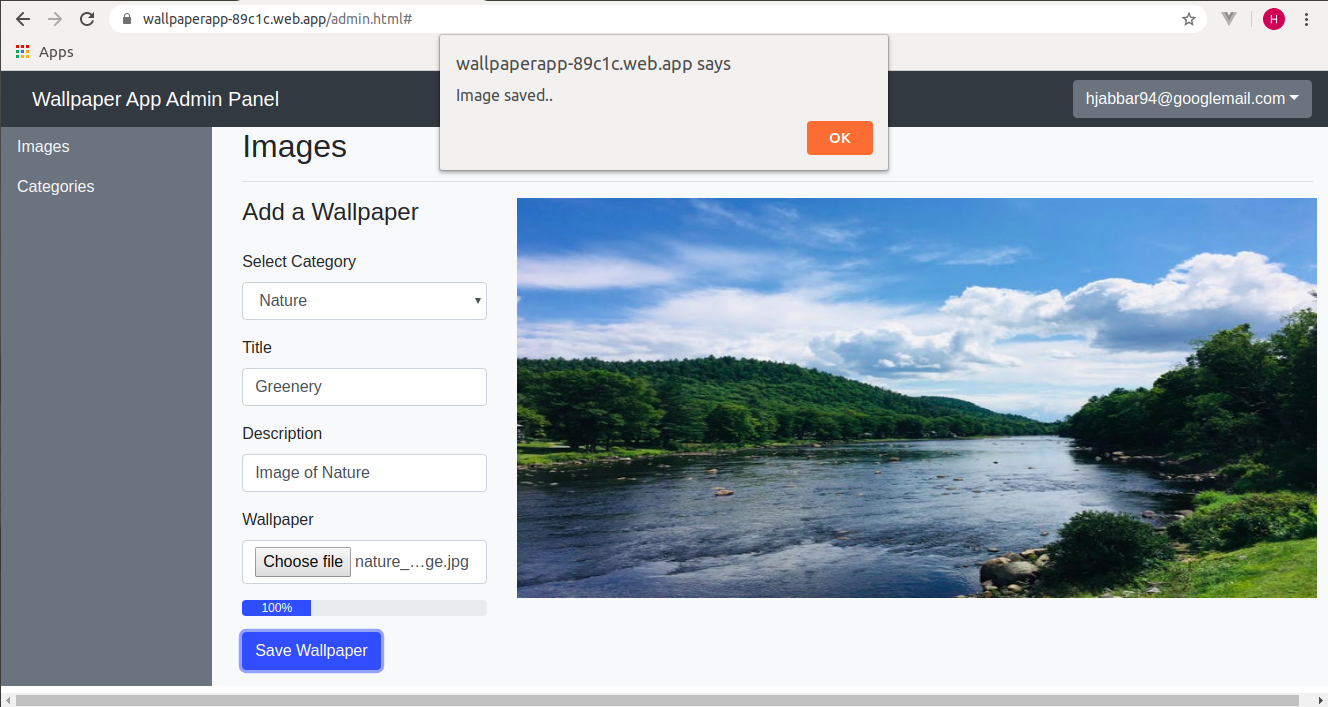 wallpaperapp-89c1c.web.app/admin.html#
H
Apps
wallpaperapp-89c1c.web.app says
Image saved..
OK
Wallpaper App Admin Panel
hjabbar94@googlemail.com
Images
Categories
Images
Add a Wallpaper
Select Category
Nature
Title
Greenery
Description
Image of Nature
Wallpaper
Choose file nature_...ge.jpg
100%
Save Wallpaper